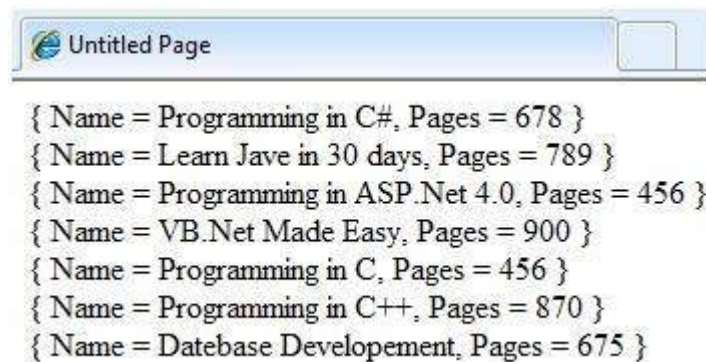 Untitled Page
{ Name = Programming in C#, Pages = 678 }
{ Name = Learn Jave in 30 days, Pages = 789 }
{ Name = Programming in ASP.Net 4.0, Pages = 456 }
{ Name = VB.Net Made Easy, Pages = 900 }
{ Name = Programming in C, Pages = 456 }
{ Name = Programming in C++, Pages = 870 }
{ Name = Datebase Developement, Pages = 675 }